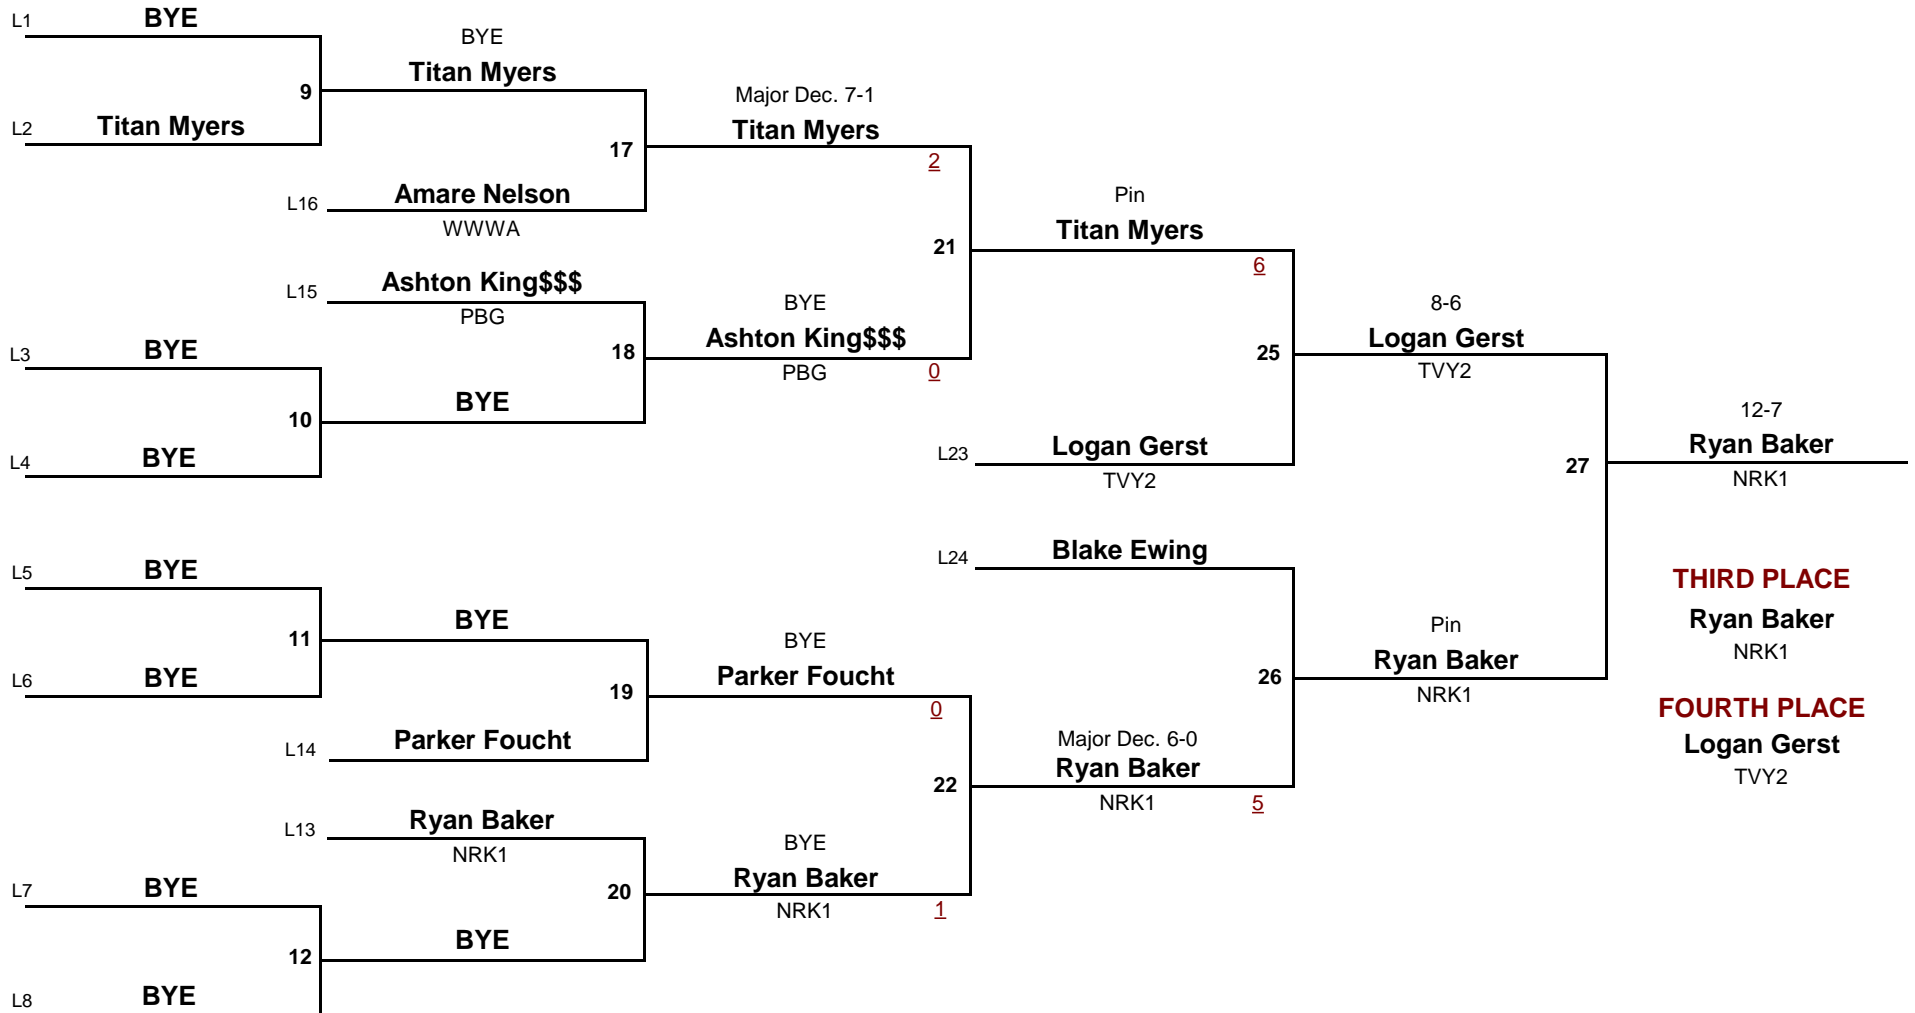 L1 BYE
9
L2 Titan Myers
BYE
Titan Myers
17
L16 Amare Nelson
WWWA
L15 Ashton King$$$
PBG
L3 BYE
10
L4 BYE
BYE
18
Major Dec. 7-1
Titan Myers
2
21
BYE
Ashton King$$$
PBG
0
Pin
Titan Myers
6
25
L23 Logan Gerst
TVY2
8-6
Logan Gerst
TVY2
27
12-7
Ryan Baker
NRK1
L5 BYE
11
L6 BYE
BYE
19
L14 Parker Foucht
L13 Ryan Baker
NRK1
L7 BYE
12
L8 BYE
BYE
20
BYE
Parker Foucht
0
22
BYE
Ryan Baker
NRK1
1
L24 Blake Ewing
26
Major Dec. 6-0
Ryan Baker
NRK1
5
Pin
Ryan Baker
NRK1
THIRD PLACE
Ryan Baker
NRK1
FOURTH PLACE
Logan Gerst
TVY2